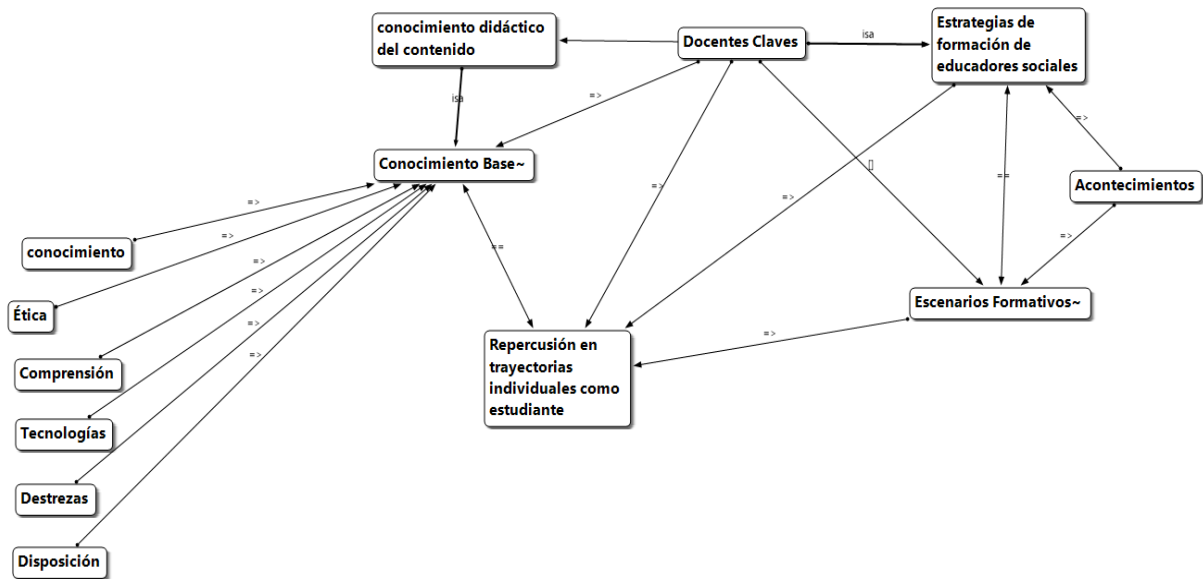 conocimiento didáctico
del contenido
Docentes Claves
isa
Estrategias de
formación de
educadores sociales
isa
=>
=>
Conocimiento Base~
[]
=>
=>
==
Acontecimientos
=>
conocimiento
=>
==
=>
Ética
=>
Comprensión
=>
Tecnologías
=>
Destrezas
=>
Disposición
Escenarios Formativos~
=>
Repercusión en
trayectorias
individuales como
estudiante